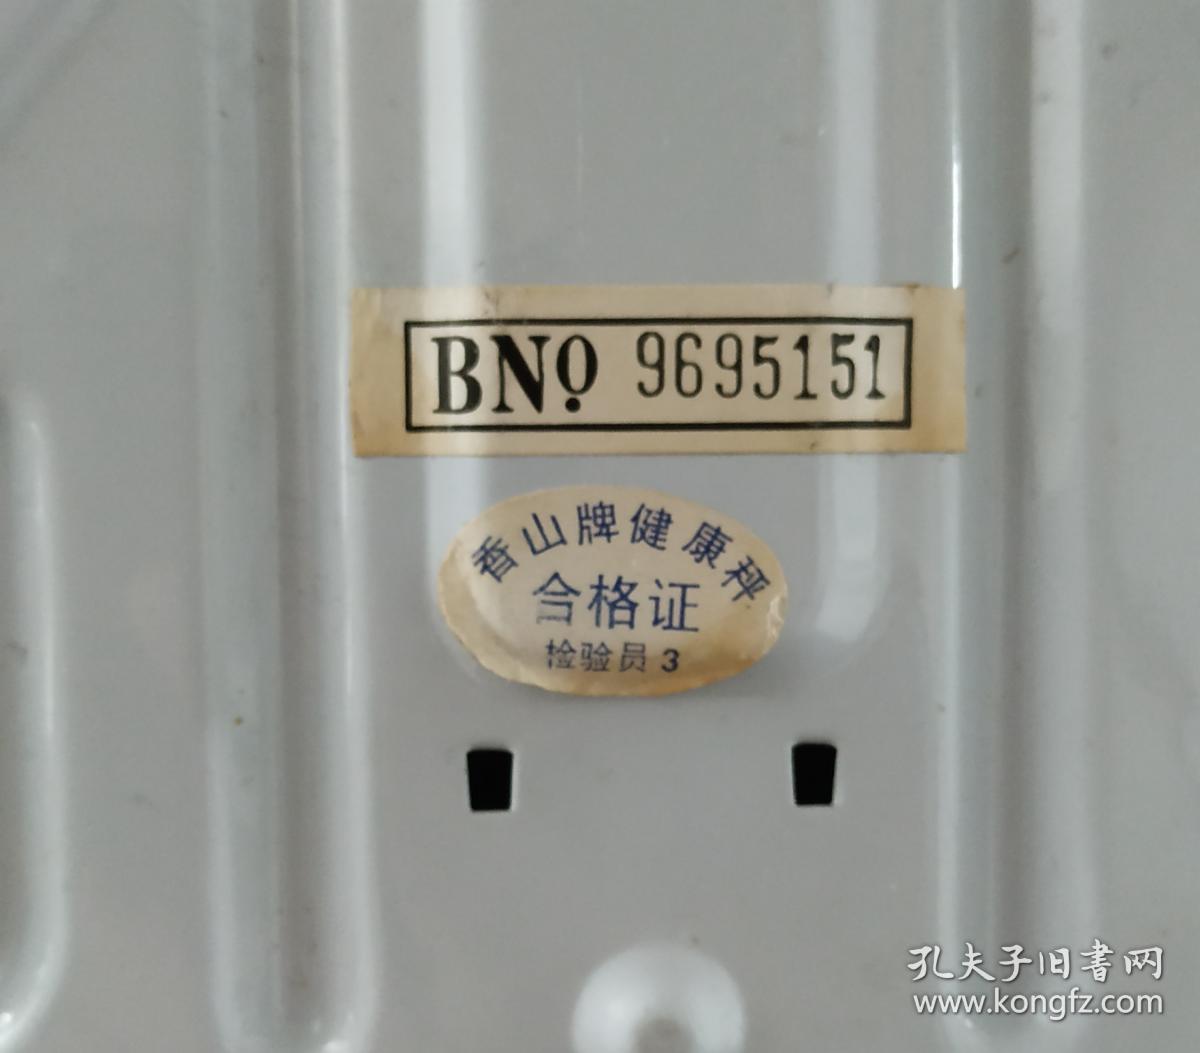 BNo 9695151
香山牌健康秤
合格证
检验员 3
孔夫子旧書网
www.kongfz.com